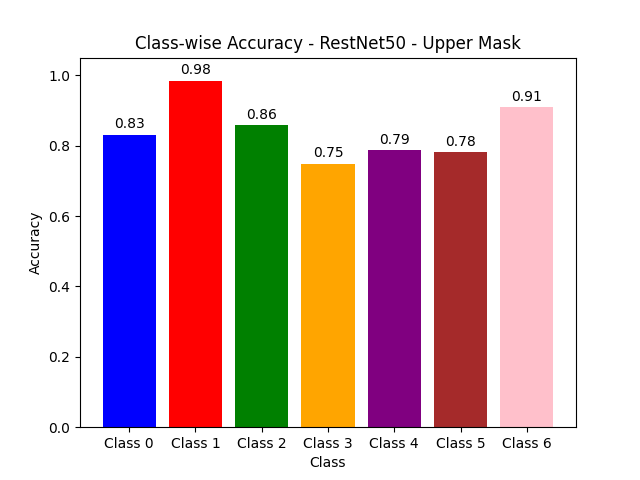 Class-wise Accuracy - RestNet50 - Upper Mask
1.0
0.8
0.6
0.4
0.2
0.0
Accuracy
0.83
0.98
0.86
0.75
0.79
0.78
0.91
Class 0
Class 1
Class 2
Class 3
Class 4
Class 5
Class 6
Class